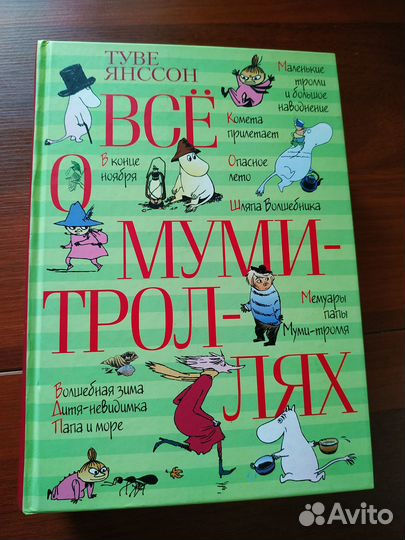 ТУВЕ
ЯНССОН
Маленькие
тролли
и большое
наводнение
ВСЁ
Комета
прилетает
В конце
ноября
Опасное
лето
О
Шляпа Волшебника
МУМИ-
Мемуары
папы
Муми-тролля
ТРОЛ-
ЛЯХ
Волшебная зима
Дитя-невидимка
Папа и море
Avito